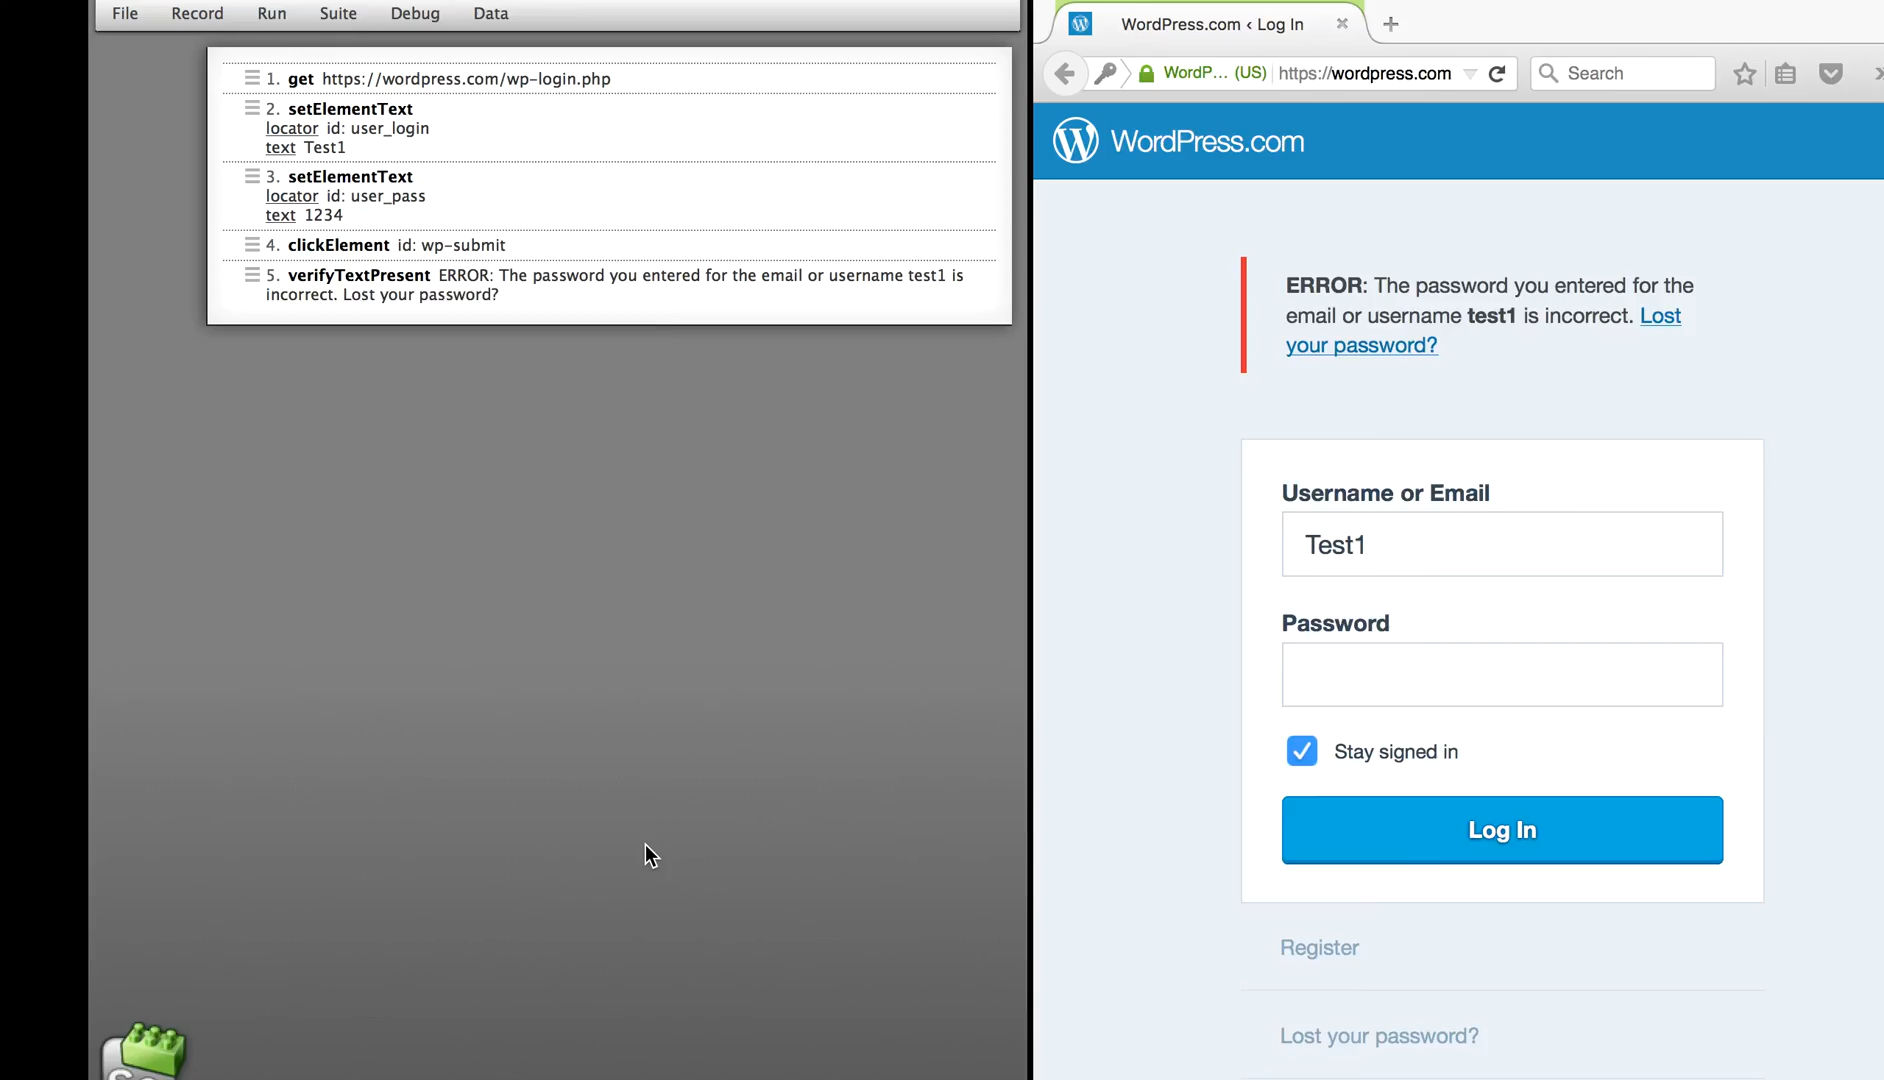 File Record Run Suite Debug Data
1. get https://wordpress.com/wp-login.php
2. setElementText
locator id: user_login
text Test1
3. setElementText
locator id: user_pass
text 1234
4. clickElement id: wp-submit
5. verifyTextPresent ERROR: The password you entered for the email or username test1 is
incorrect. Lost your password?
WordPress.com ‹ Log In
WordP... (US) https://wordpress.com Search
WordPress.com
ERROR: The password you entered for the
email or username test1 is incorrect. Lost
your password?
Username or Email
Test1
Password
Stay signed in
Log In
Register
Lost your password?